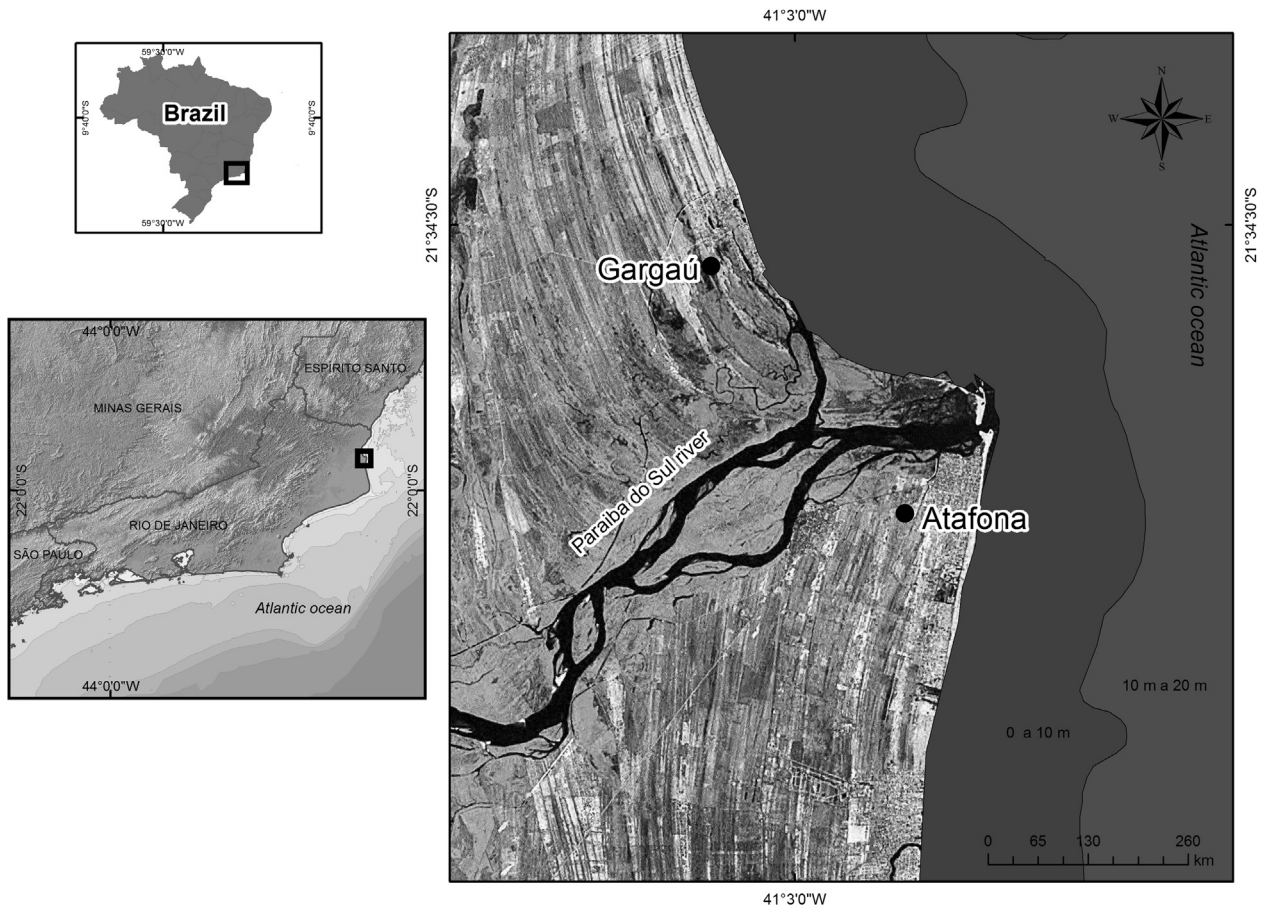 59°30'0"W
9°40'0"S
Brazil
9°40'0"S
59°30'0"W
44°0'0"W
ESPÍRITO SANTO
MINAS GERAIS
22°0'0"S
22°0'0"S
RIO DE JANEIRO
SÃO PAULO
Atlantic ocean
44°0'0"W
41°3'0"W
N
W
E
S
21°34'30"S
21°34'30"S
Atlantic ocean
Gargaú
Paraiba do Sul river
Atafona
10 m a 20 m
0 a 10 m
0 65 130 260
km
41°3'0"W